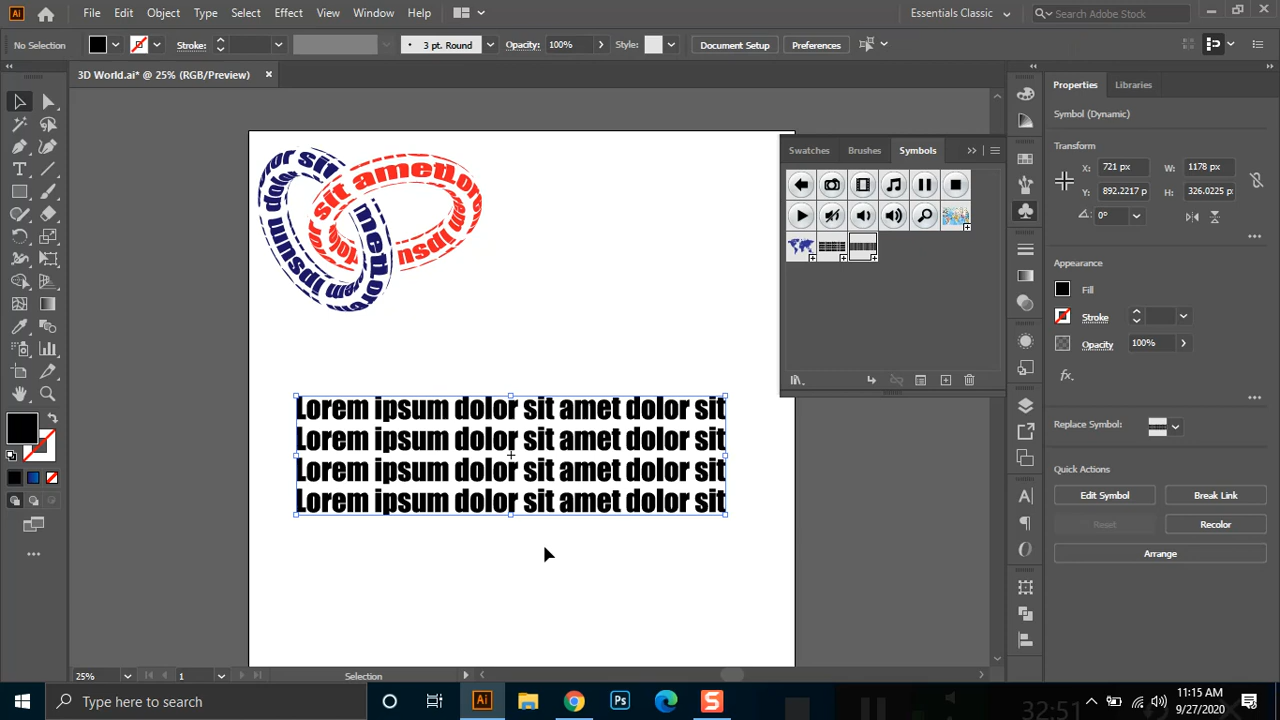 File Edit Object Type Select Effect View Window Help
Essentials Classic
Search Adobe Stock
No Selection
Stroke:
3 pt. Round
Opacity: 100%
Style:
Document Setup
Preferences
3D World.ai* @ 25% (RGB/Preview)
Properties Libraries
Symbol (Dynamic)
Transform
X: 721 px W: 1178 px
Y: 892.2217 p H: 326.0225 p
0°
Swatches Brushes Symbols
Appearance
Fill
Stroke
Opacity 100%
fx.
Replace Symbol:
Quick Actions
Edit Symbol Break Link
Reset Recolor
Arrange
sit amet
Lorem ipsum dolor sit amet dolor sit
Lorem ipsum dolor sit amet dolor sit
Lorem ipsum dolor sit amet dolor sit
Lorem ipsum dolor sit amet dolor sit
25% 1 Selection
Type here to search
Ai
Ps
S
:15 AM
9/27/2020
32:51